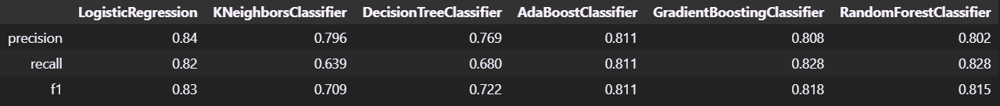 LogisticRegression KNeighborsClassifier DecisionTreeClassifier AdaBoostClassifier GradientBoostingClassifier RandomForestClassifier
precision 0.84 0.796 0.769 0.811 0.808 0.802
recall 0.82 0.639 0.680 0.811 0.828 0.828
f1 0.83 0.709 0.722 0.811 0.818 0.815